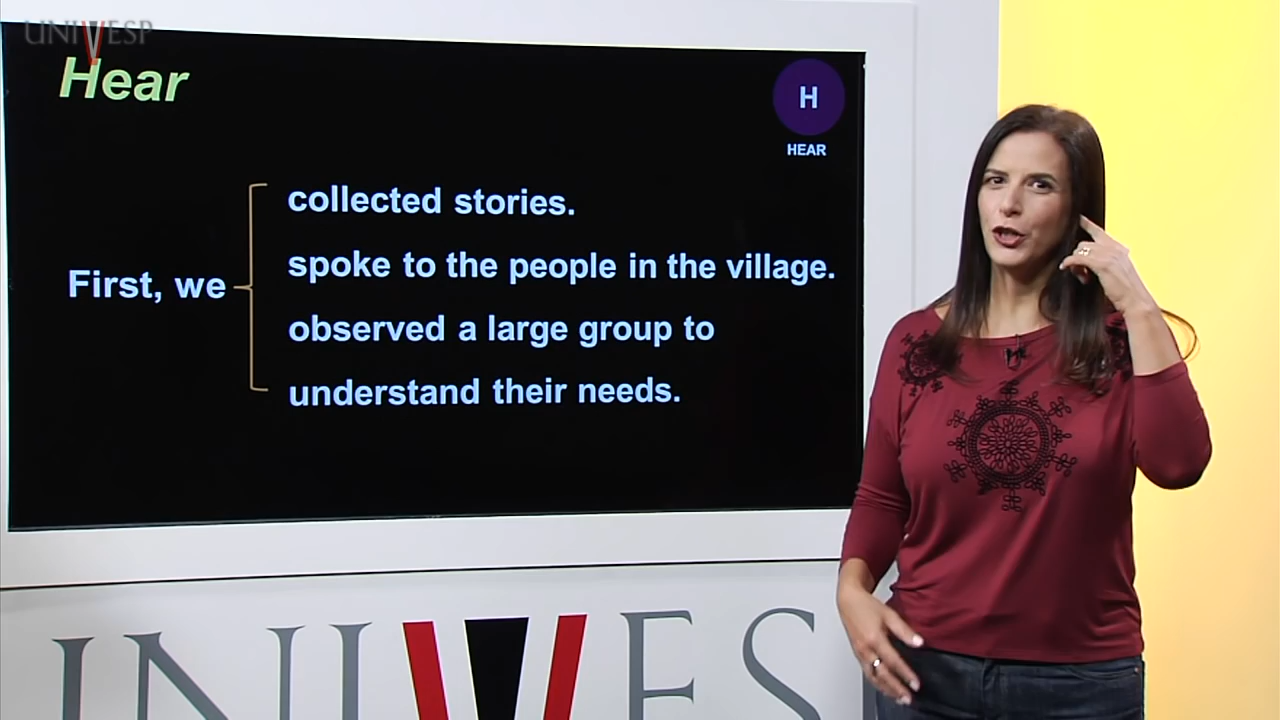 UNIVESP
Hear
H
HEAR
First, we
collected stories.
spoke to the people in the village.
observed a large group to
understand their needs.
UNIVESP